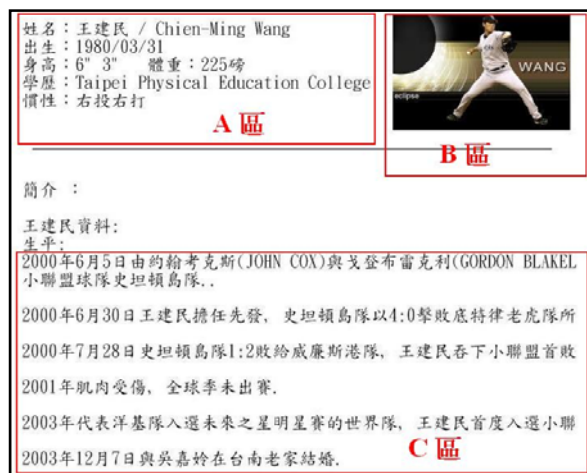 姓名：王建民 / Chien-Ming Wang
出生：1980/03/31
身高：6" 3"　體重：225磅
學歷：Taipei Physical Education College
慣性：右投右打
A 區
WANG
eclipse
B 區
簡介 ：
王建民資料:
生平:
2000年6月5日由約翰考克斯(JOHN COX)與戈登布雷克利(GORDON BLAKEL
小聯盟球隊史坦頓島隊..
2000年6月30日王建民擔任先發, 史坦頓島隊以4:0擊敗底特律老虎隊所
2000年7月28日史坦頓島隊1:2敗給威廉斯港隊, 王建民吞下小聯盟首敗
2001年肌肉受傷, 全球季未出賽.
2003年代表洋基隊入選未來之星明星賽的世界隊, 王建民首度入選小聯
2003年12月7日與吳嘉姈在台南老家結婚.
C 區